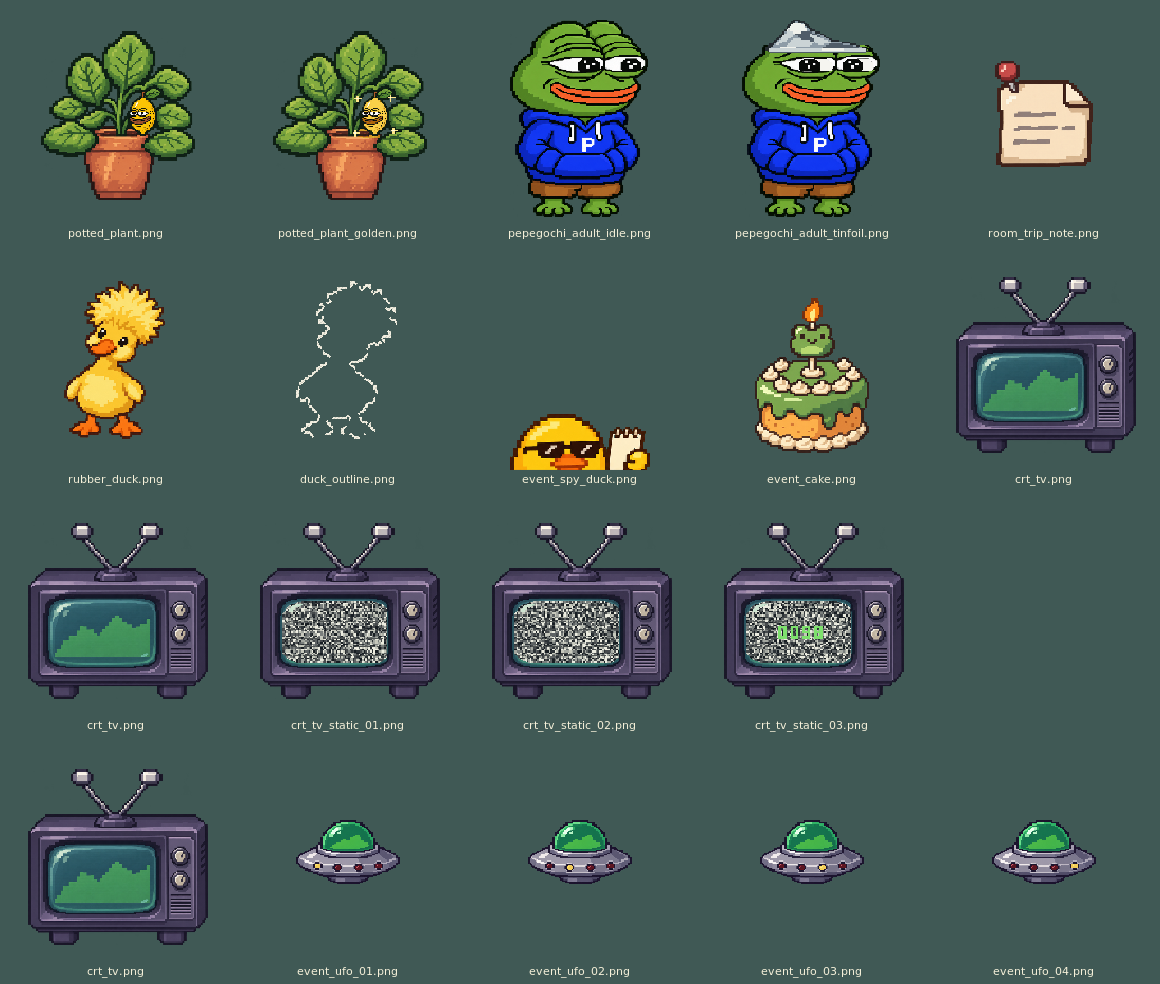 P
P
potted_plant.png
potted_plant_golden.png
pepegochi_adult_idle.png
pepegochi_adult_tinfoil.png
room_trip_note.png
rubber_duck.png
duck_outline.png
event_spy_duck.png
event_cake.png
crt_tv.png
crt_tv.png
crt_tv_static_01.png
crt_tv_static_02.png
crt_tv_static_03.png
crt_tv.png
event_ufo_01.png
event_ufo_02.png
event_ufo_03.png
event_ufo_04.png